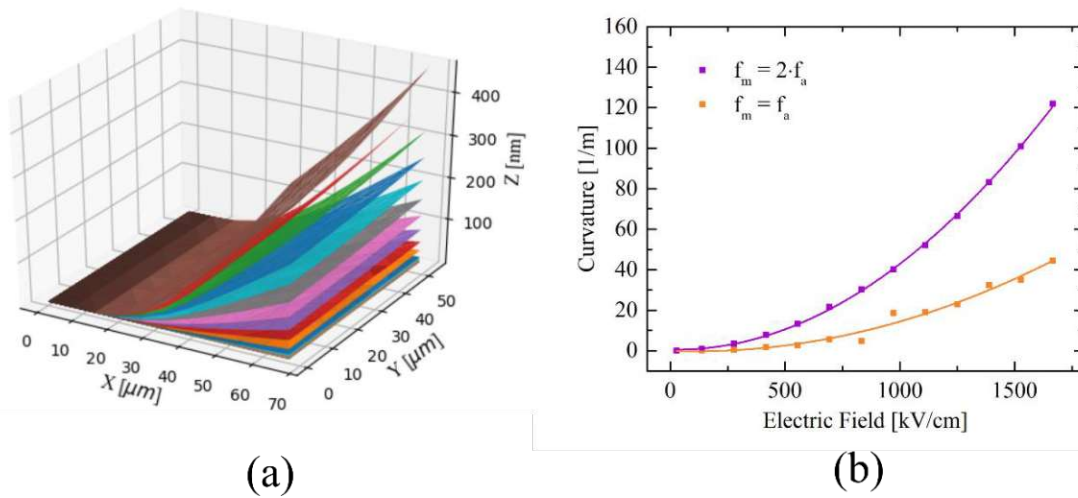 400
300
200
100
Z [nm]
0
10
20
30
40
50
60
70
X [μm]
0
10
20
30
40
50
Y [μm]
(a)
160
140
120
100
80
60
40
20
0
Curvature [1/m]
f_m = 2·f_a
f_m = f_a
0 500 1000 1500
Electric Field [kV/cm]
(b)